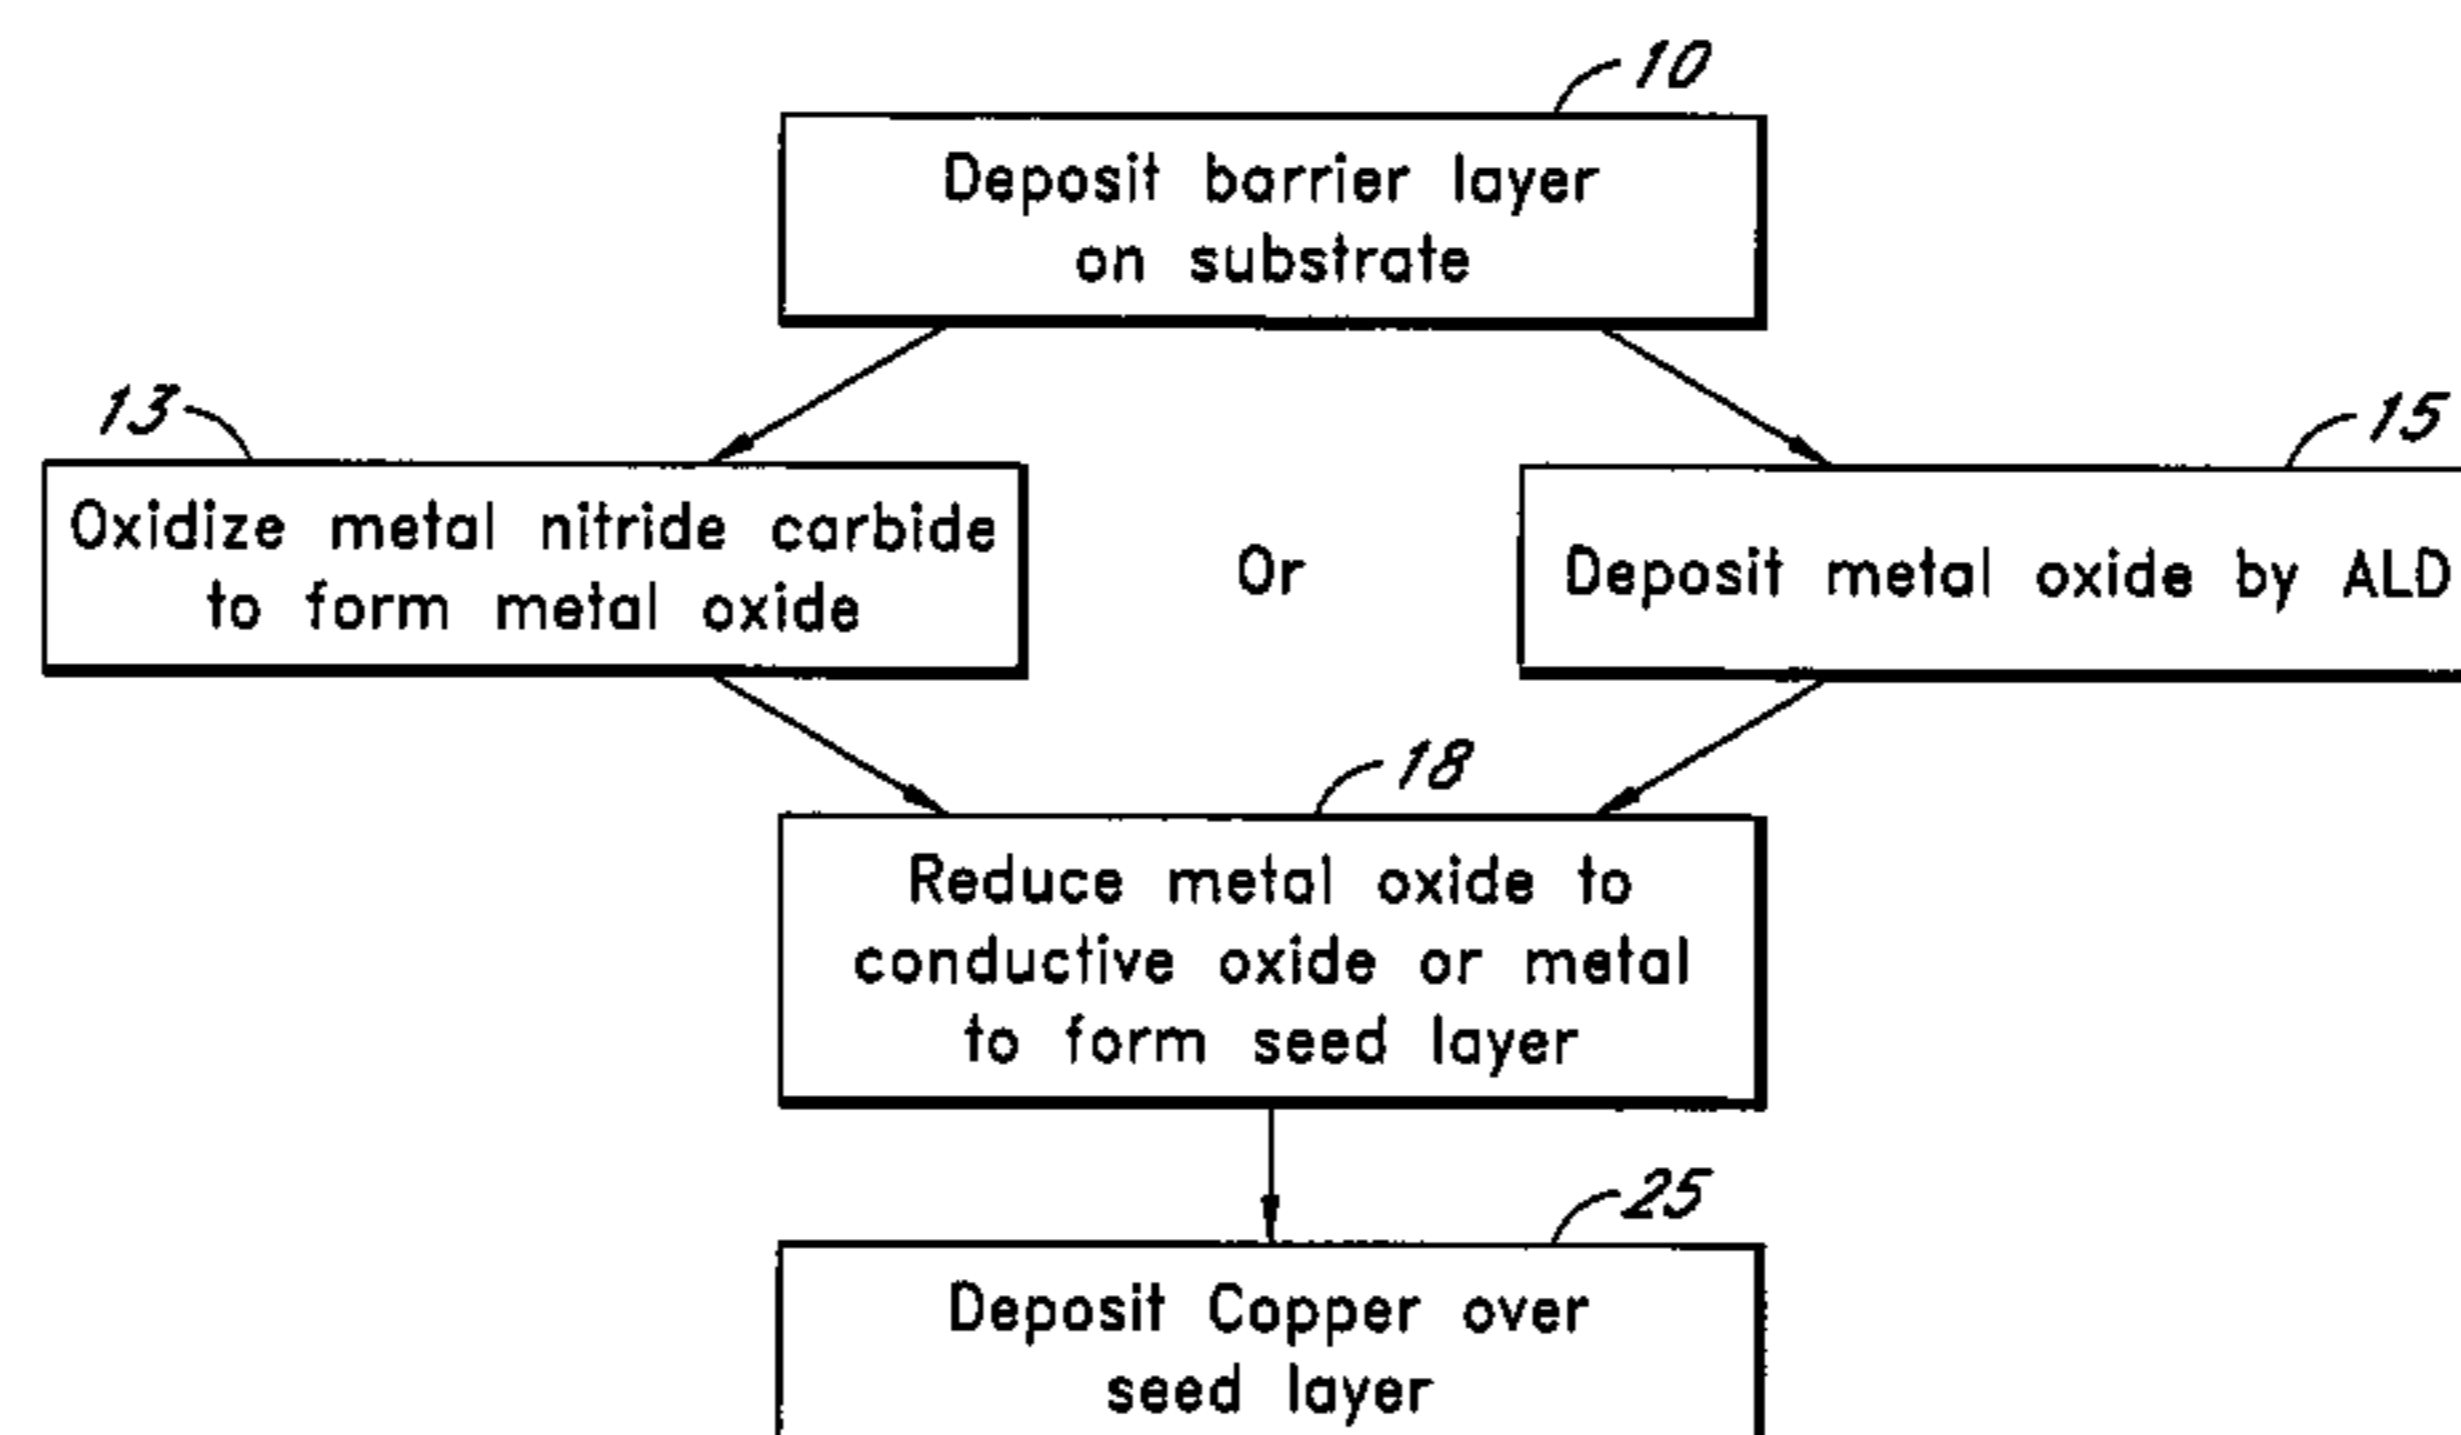 10
Deposit barrier layer
on substrate
13
15
Oxidize metal nitride carbide
to form metal oxide
Or
Deposit metal oxide by ALD
18
Reduce metal oxide to
conductive oxide or metal
to form seed layer
25
Deposit Copper over
seed layer